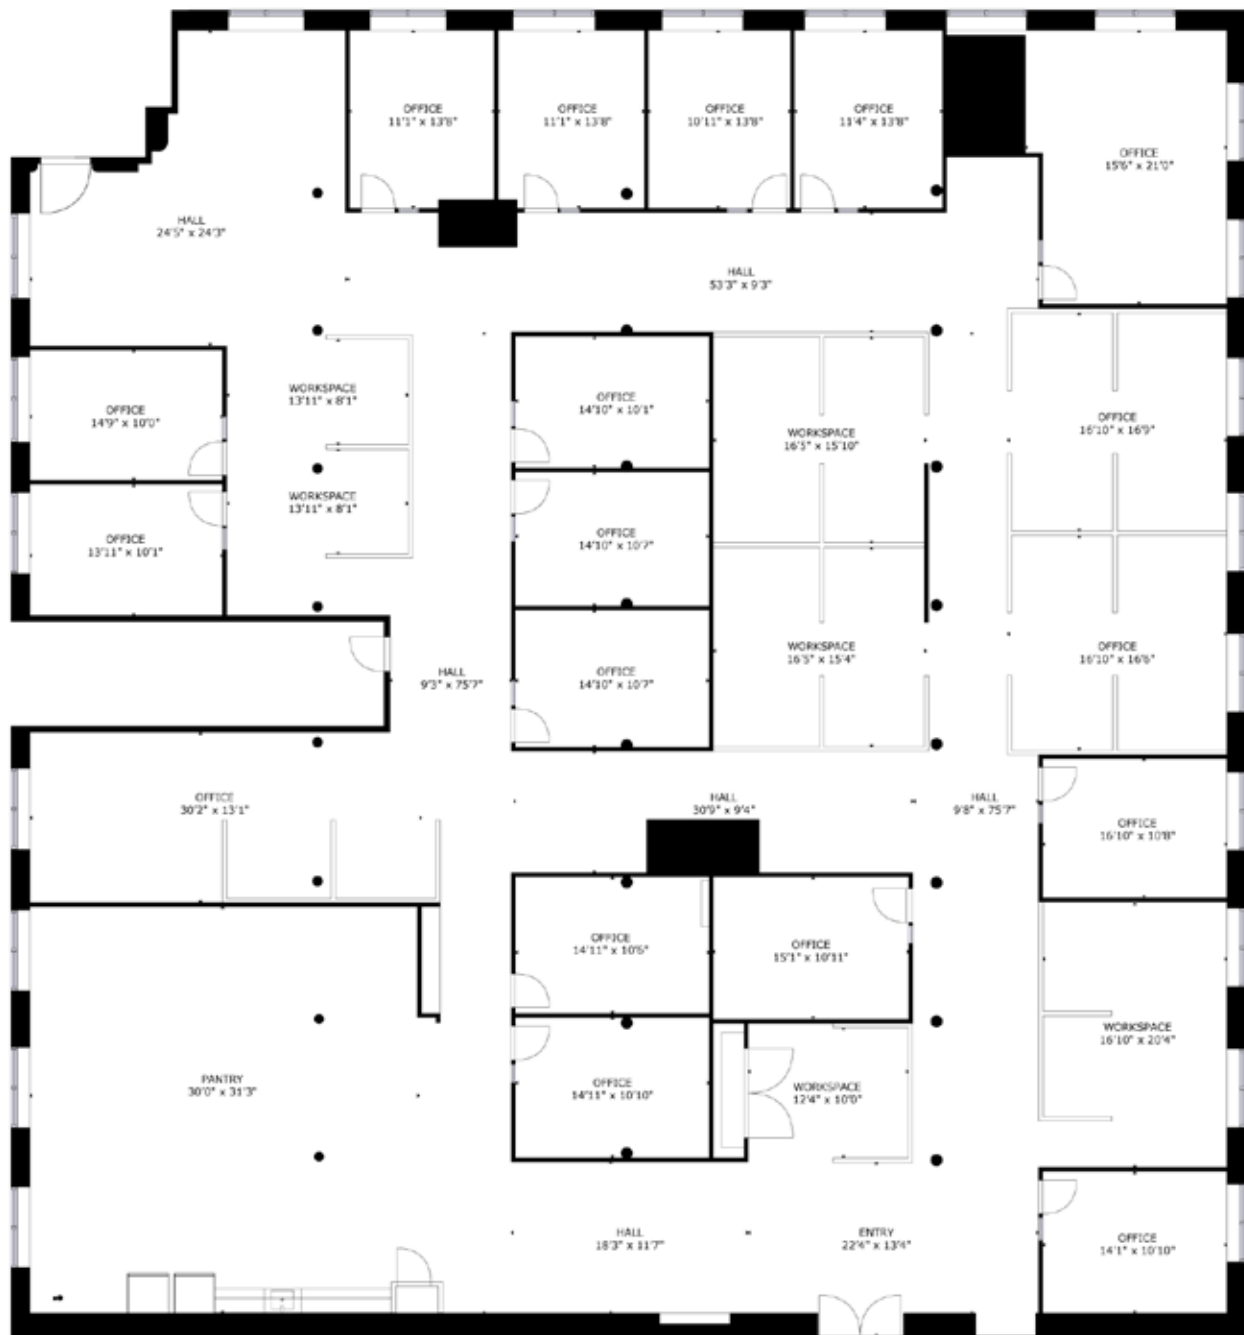 OFFICE
11'1" x 13'8"
OFFICE
11'1" x 13'8"
OFFICE
10'11" x 13'8"
OFFICE
11'4" x 13'8"
OFFICE
15'6" x 21'0"
HALL
24'5" x 24'3"
HALL
53'3" x 9'3"
WORKSPACE
13'11" x 8'1"
OFFICE
14'9" x 10'0"
OFFICE
14'10" x 10'1"
WORKSPACE
16'5" x 15'10"
OFFICE
16'10" x 16'9"
WORKSPACE
13'11" x 8'1"
OFFICE
13'11" x 10'1"
OFFICE
14'10" x 10'7"
HALL
9'3" x 75'7"
OFFICE
14'10" x 10'7"
WORKSPACE
16'5" x 15'4"
OFFICE
16'10" x 16'6"
OFFICE
30'2" x 13'1"
HALL
30'9" x 9'4"
HALL
9'8" x 75'7"
OFFICE
16'10" x 10'8"
OFFICE
14'11" x 10'6"
OFFICE
15'1" x 10'11"
WORKSPACE
16'10" x 20'4"
PANTRY
30'0" x 31'3"
OFFICE
14'11" x 10'10"
WORKSPACE
12'4" x 10'0"
HALL
18'3" x 11'7"
ENTRY
22'4" x 13'4"
OFFICE
14'1" x 10'10"